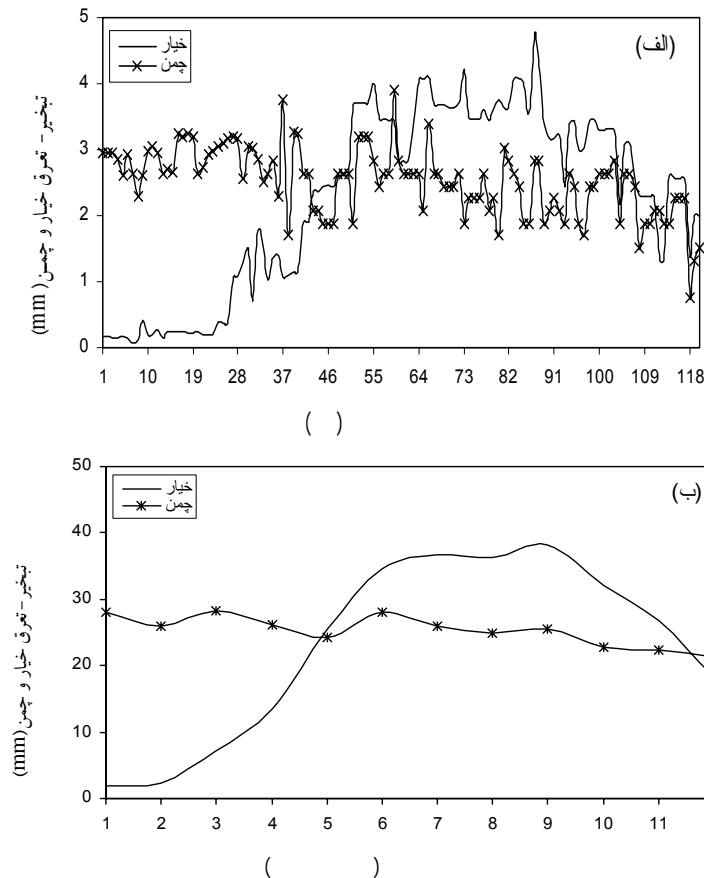 (الف)
خیار
چمن
تبخیر - تعرق خیار و چمن (mm)
5
4
3
2
1
0
1 10 19 28 37 46 55 64 73 82 91 100 109 118
( )
(ب)
خیار
چمن
تبخیر - تعرق خیار و چمن (mm)
50
40
30
20
10
0
1 2 3 4 5 6 7 8 9 10 11
( )